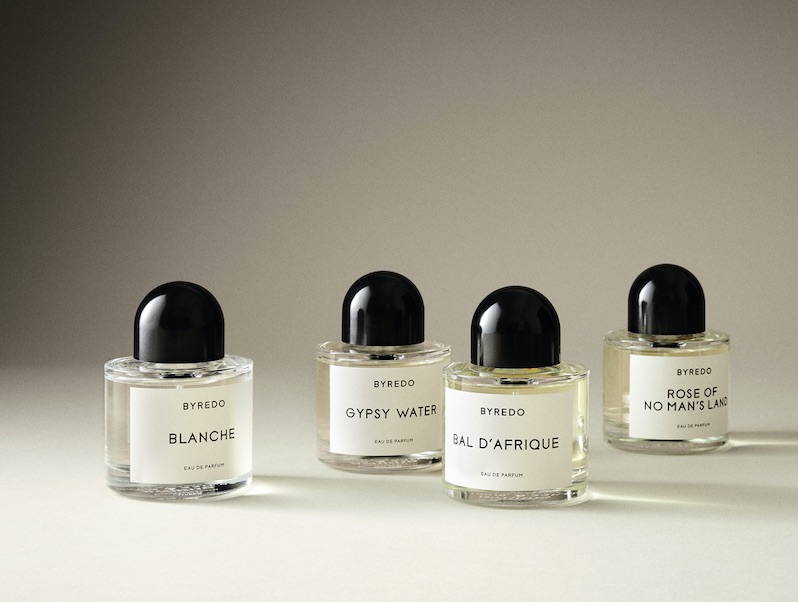 BYREDO
BLANCHE
EAU DE PARFUM
BYREDO
GYPSY WATER
EAU DE PARFUM
BYREDO
BAL D'AFRIQUE
EAU DE PARFUM
BYREDO
ROSE OF
NO MAN'S LAND
EAU DE PARFUM